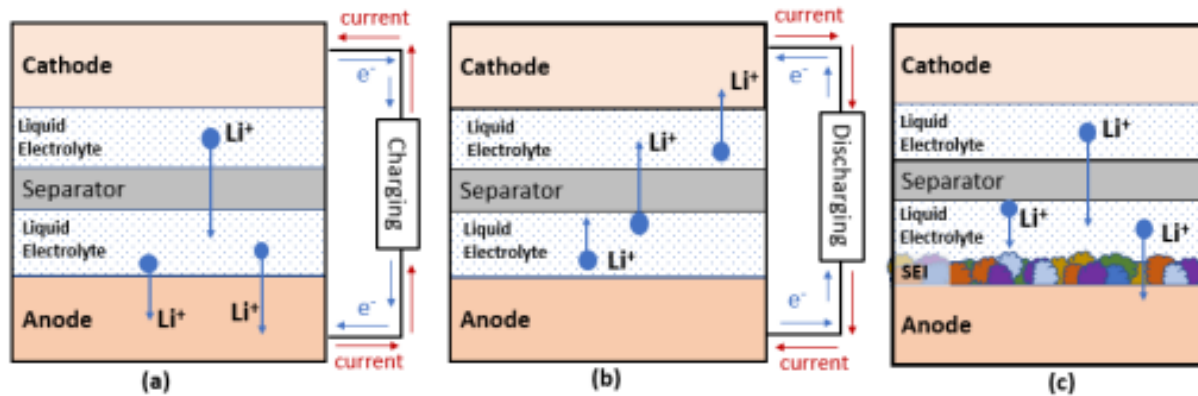 current
Cathode
e⁻
Liquid
Electrolyte
Li⁺
Charging
Separator
Liquid
Electrolyte
e⁻
Anode
Li⁺
Li⁺
current
(a)
current
Cathode
e⁻
Li⁺
Liquid
Electrolyte
Li⁺
Discharging
Separator
Liquid
Electrolyte
Li⁺
e⁻
Anode
current
(b)
Cathode
Liquid
Electrolyte
Li⁺
Separator
Liquid
Electrolyte
Li⁺
Li⁺
SEI
Anode
(c)